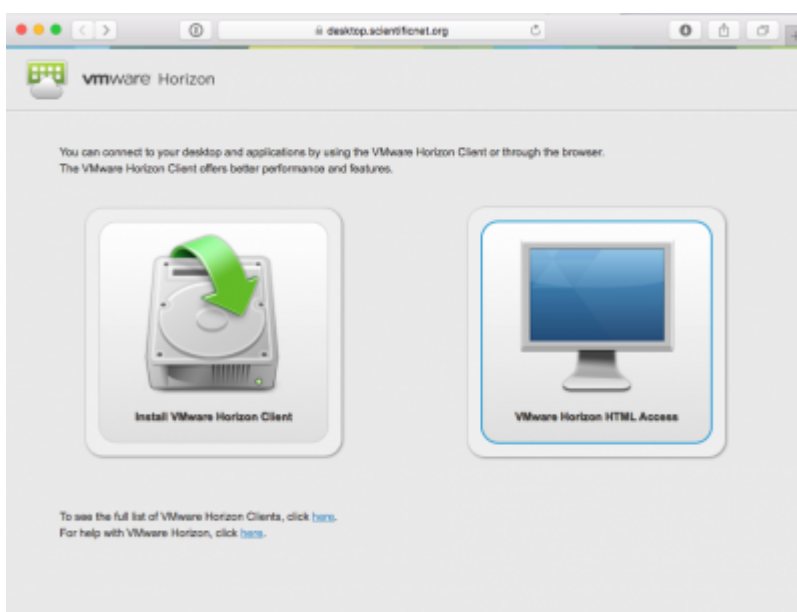 desktop.scientificnet.org
vmware Horizon
You can connect to your desktop and applications by using the VMware Horizon Client or through the browser.
The VMware Horizon Client offers better performance and features.
Install VMware Horizon Client
VMware Horizon HTML Access
To see the full list of VMware Horizon Clients, click here.
For help with VMware Horizon, click here.